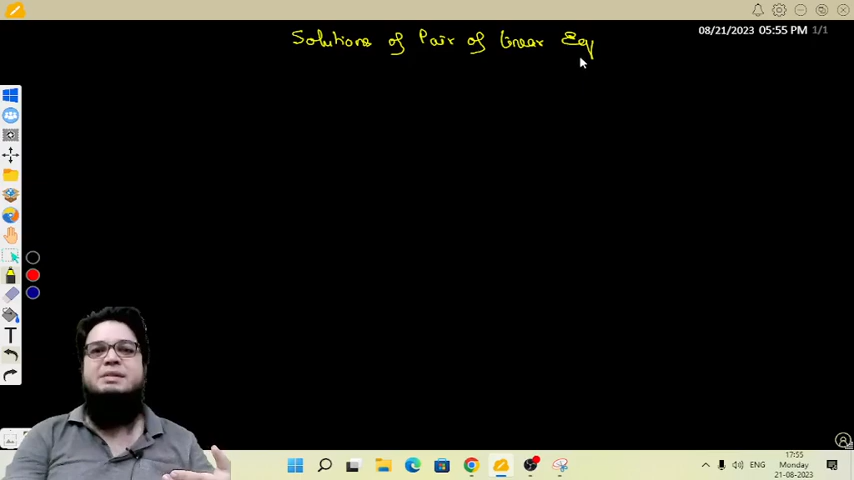 Solutions of Pair of linear Eq
08/21/2023 05:55 PM 1/1
T
ENG
17:55
Monday
21-08-2023